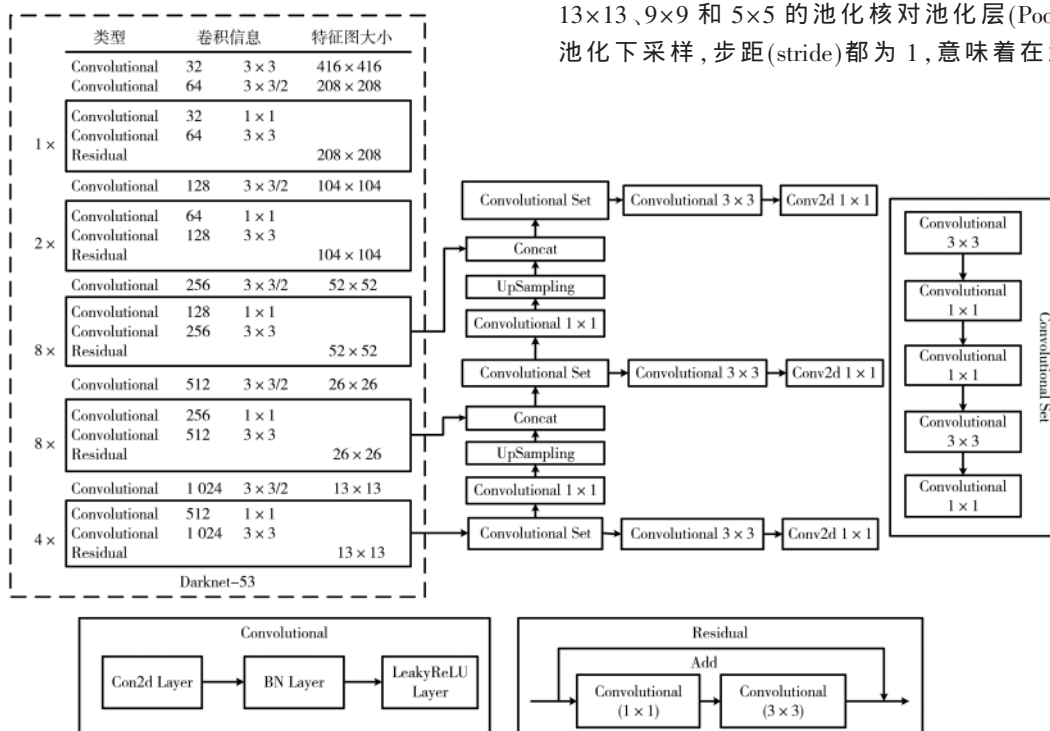 13×13、9×9 和 5×5 的池化核对池化层
池化下采样,步距(stride)都为 1,意味着在
类型 卷积信息 特征图大小
Convolutional 32 3 × 3 416 × 416
Convolutional 64 3 × 3/2 208 × 208
1 ×
Convolutional 32 1 × 1
Convolutional 64 3 × 3
Residual 208 × 208
Convolutional 128 3 × 3/2 104 × 104
2 ×
Convolutional 64 1 × 1
Convolutional 128 3 × 3
Residual 104 × 104
Convolutional 256 3 × 3/2 52 × 52
8 ×
Convolutional 128 1 × 1
Convolutional 256 3 × 3
Residual 52 × 52
Convolutional 512 3 × 3/2 26 × 26
8 ×
Convolutional 256 1 × 1
Convolutional 512 3 × 3
Residual 26 × 26
Convolutional 1 024 3 × 3/2 13 × 13
4 ×
Convolutional 512 1 × 1
Convolutional 1 024 3 × 3
Residual 13 × 13
Darknet-53
Convolutional Set
Convolutional 3 × 3
Conv2d 1 × 1
Concat
UpSampling
Convolutional 1 × 1
Convolutional Set
Convolutional 3 × 3
Conv2d 1 × 1
Concat
UpSampling
Convolutional 1 × 1
Convolutional Set
Convolutional 3 × 3
Conv2d 1 × 1
Convolutional
3 × 3
Convolutional
1 × 1
Convolutional
1 × 1
Convolutional
3 × 3
Convolutional
1 × 1
Convolutional Set
Convolutional
Con2d Layer
BN Layer
LeakyReLU
Layer
Residual
Add
Convolutional
(1 × 1)
Convolutional
(3 × 3)